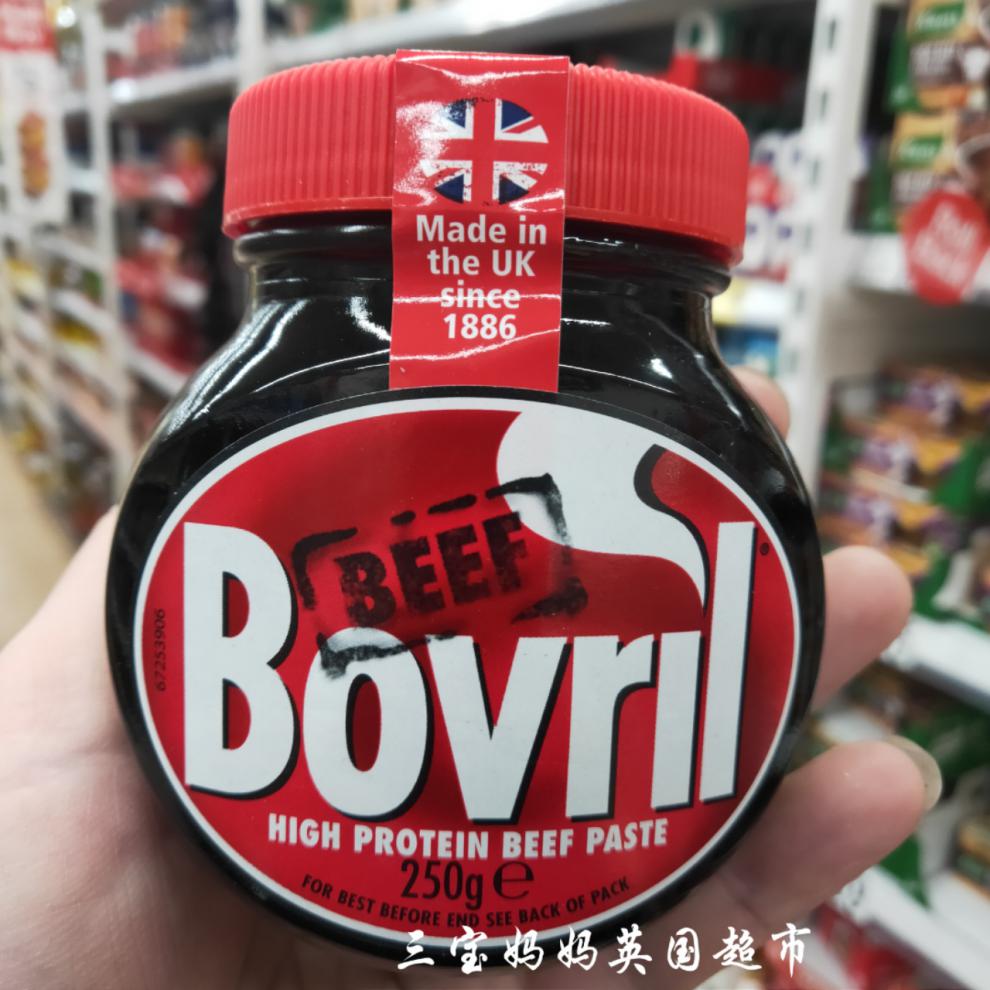 Made in
the UK
since
1886
BEEF
Bovril
HIGH PROTEIN BEEF PASTE
250g ℮
FOR BEST BEFORE END SEE BACK OF PACK
67253906
三宝妈妈英国超市